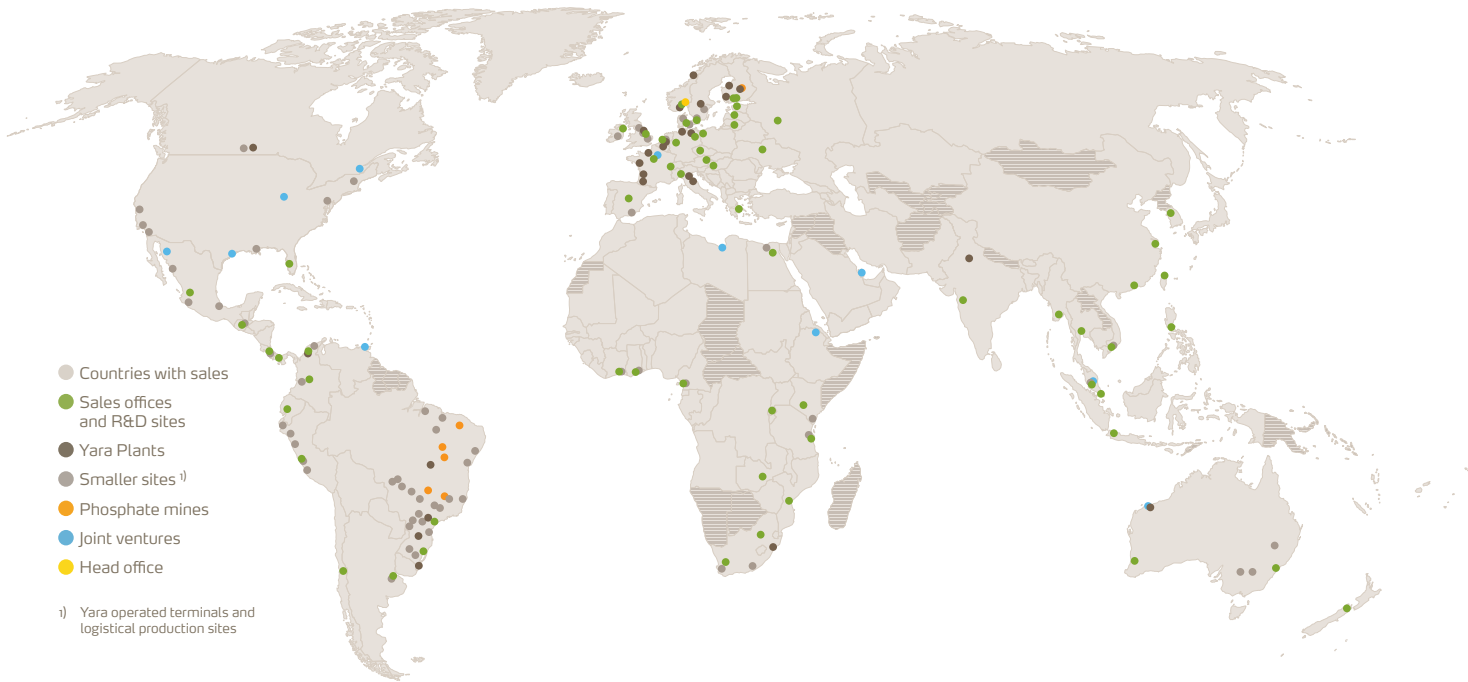 Countries with sales
Sales offices
and R&D sites
Yara Plants
Smaller sites ¹⁾
Phosphate mines
Joint ventures
Head office
¹⁾ Yara operated terminals and
logistical production sites